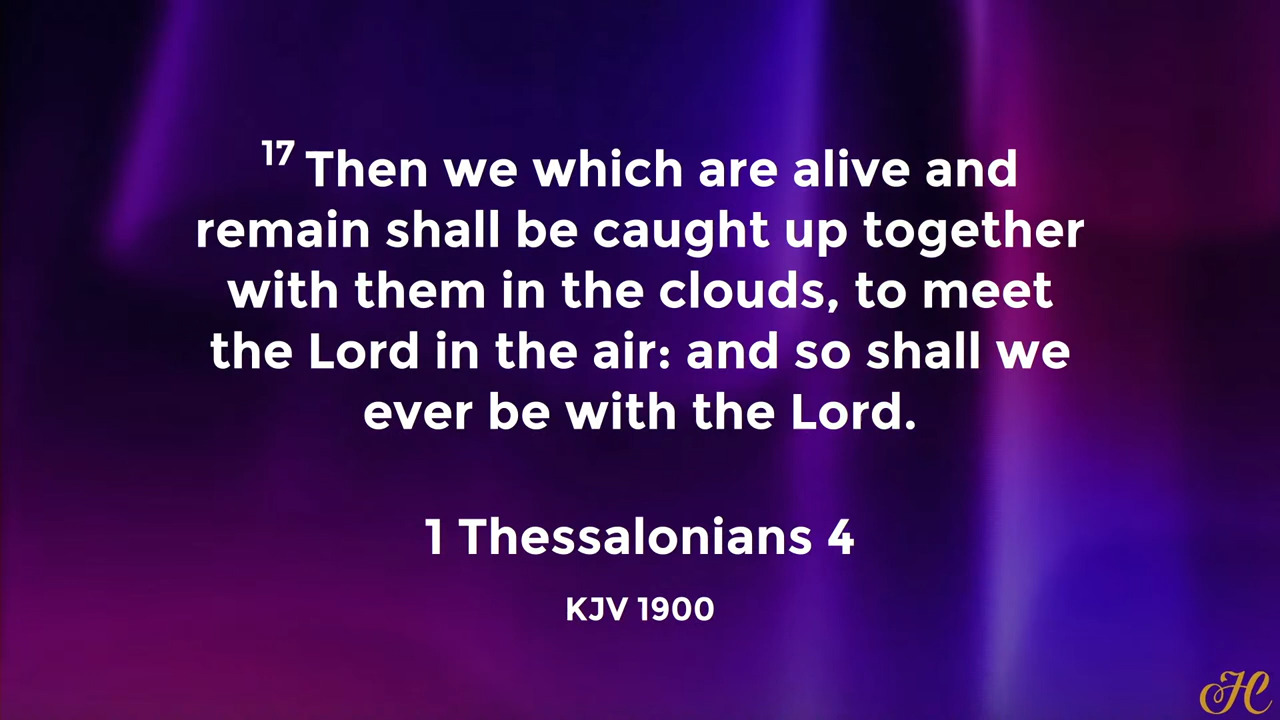 17 Then we which are alive and
remain shall be caught up together
with them in the clouds, to meet
the Lord in the air: and so shall we
ever be with the Lord.
1 Thessalonians 4
KJV 1900
JC